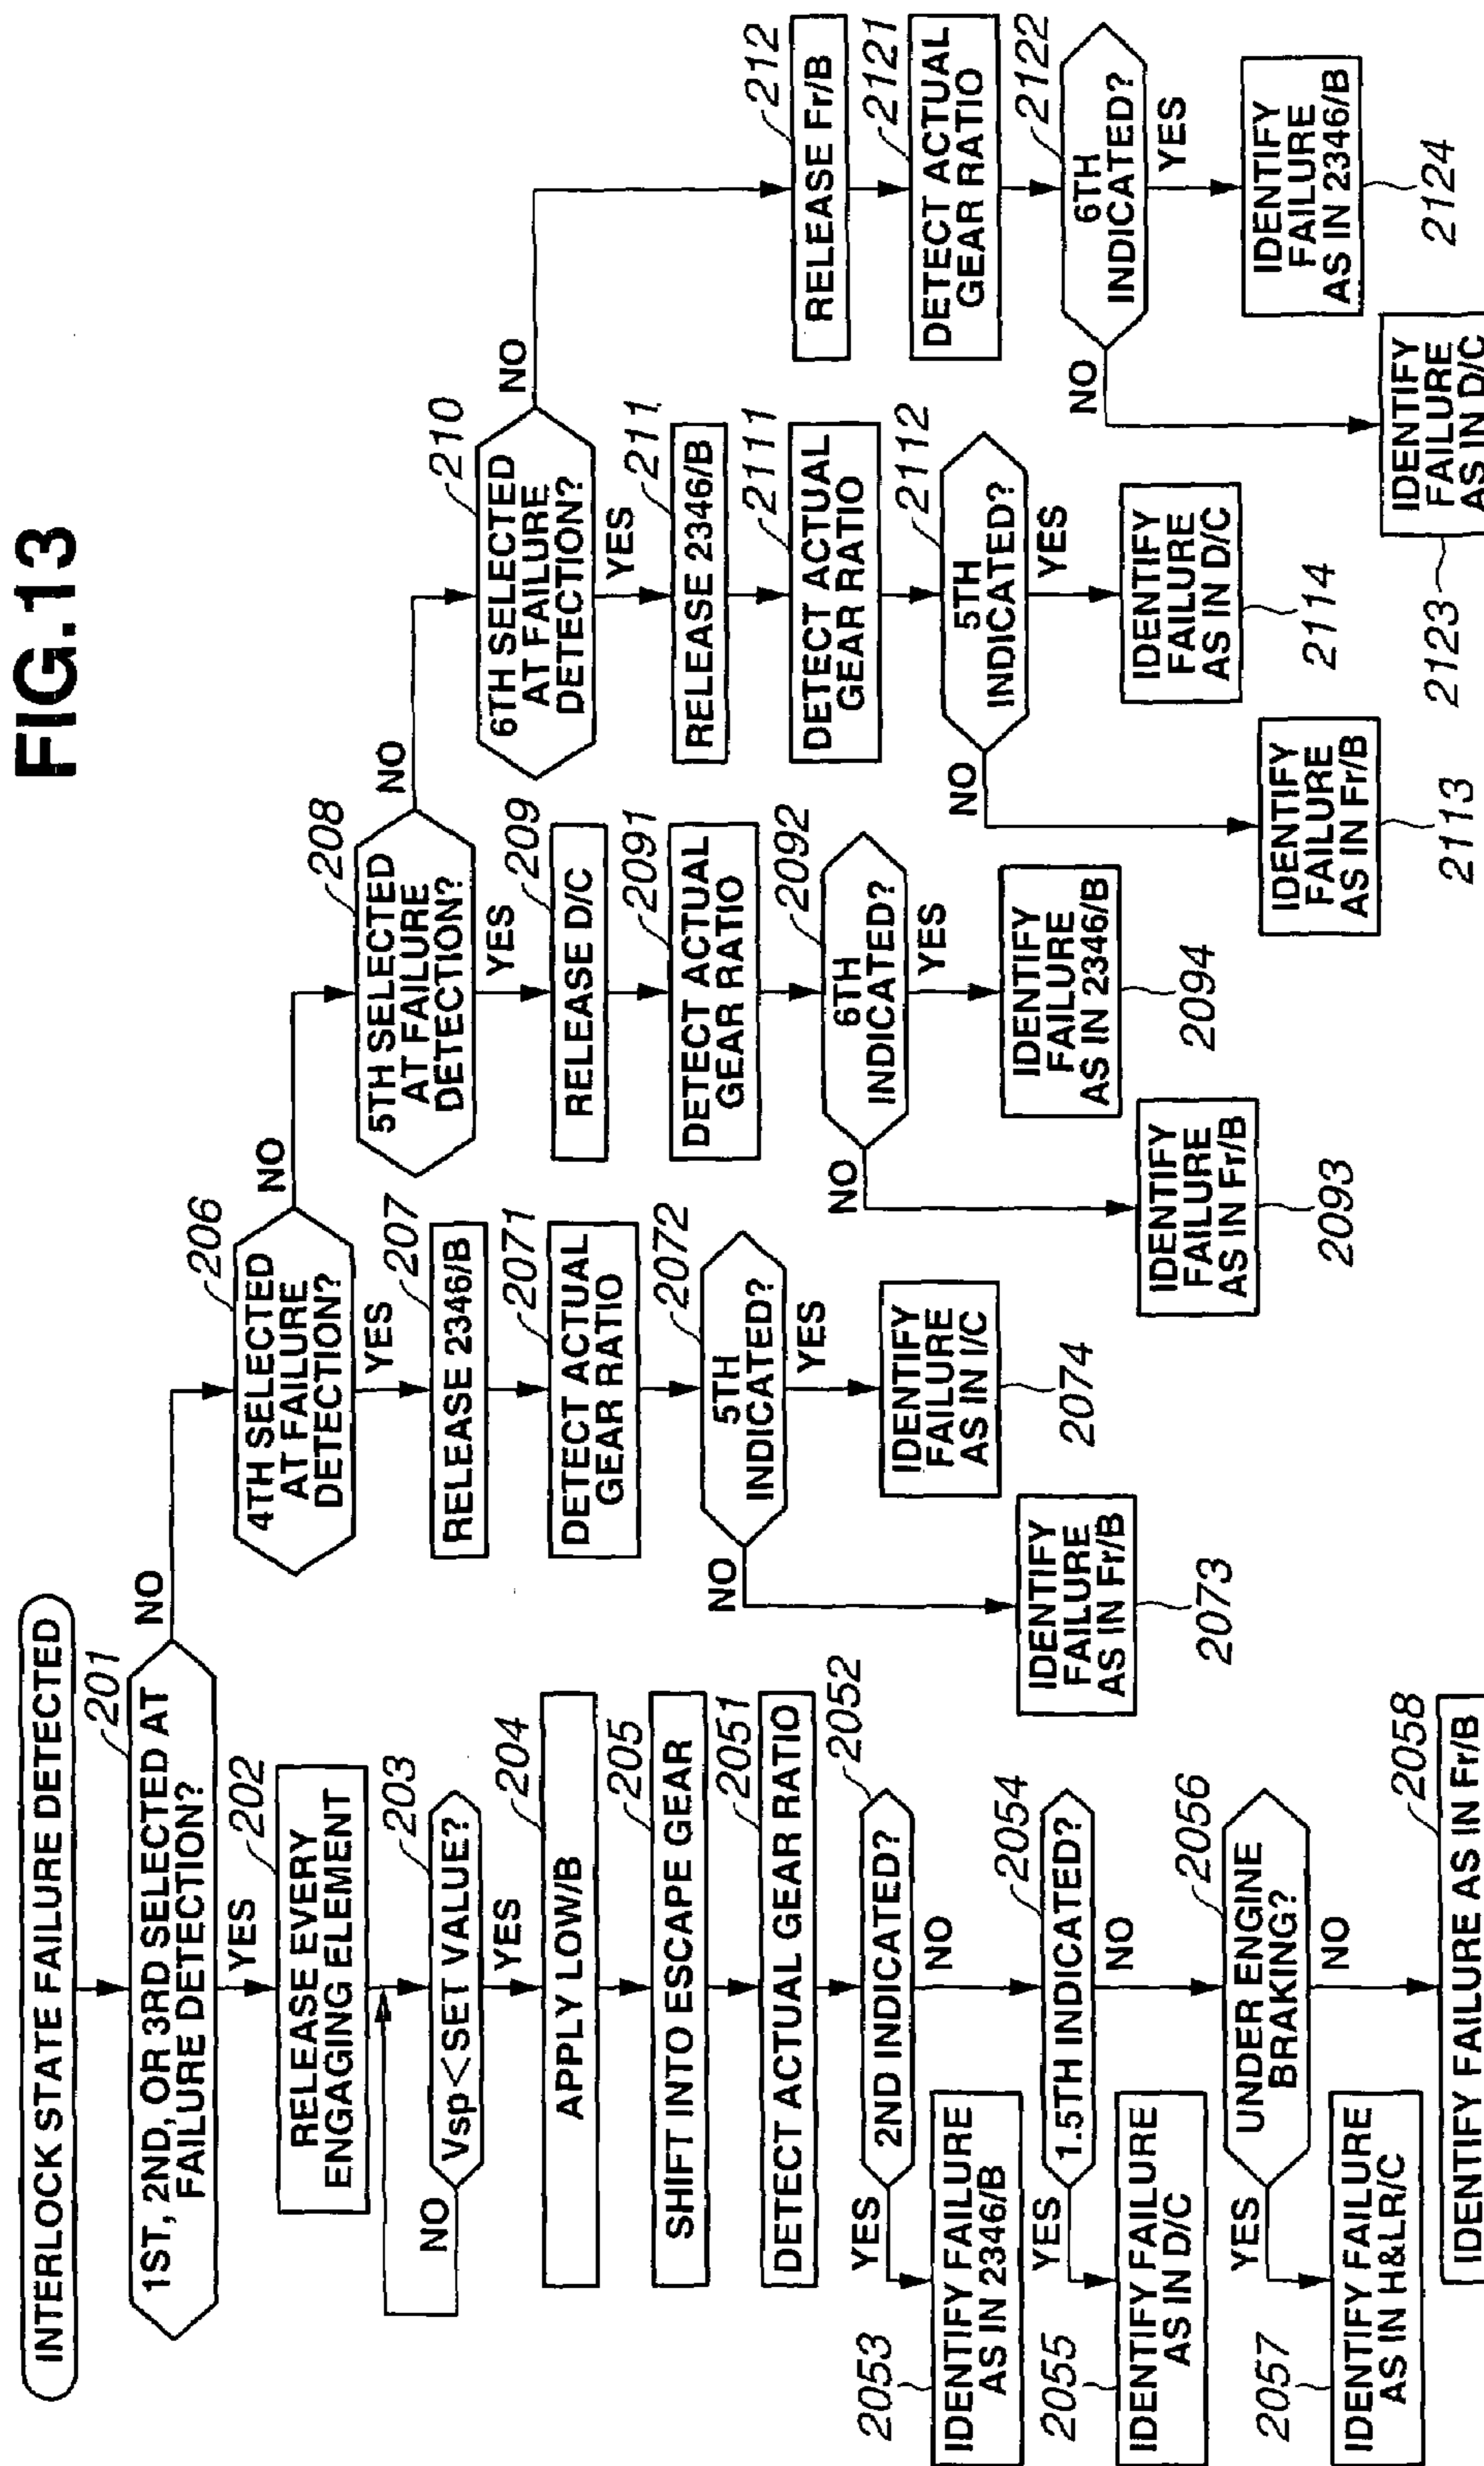 FIG.13
INTERLOCK STATE FAILURE DETECTED
201
1ST, 2ND, OR 3RD SELECTED AT
FAILURE DETECTION?
NO
YES
202
RELEASE EVERY
ENGAGING ELEMENT
203
Vsp<SET VALUE?
NO
YES
204
APPLY LOW/B
205
SHIFT INTO ESCAPE GEAR
2051
DETECT ACTUAL GEAR RATIO
2052
2ND INDICATED?
YES
NO
2053
IDENTIFY FAILURE
AS IN 2346/B
2054
1.5TH INDICATED?
YES
NO
2055
IDENTIFY FAILURE
AS IN D/C
2056
UNDER ENGINE
BRAKING?
YES
NO
2057
IDENTIFY FAILURE
AS IN H&LR/C
2058
IDENTIFY FAILURE AS IN Fr/B
206
4TH SELECTED
AT FAILURE
DETECTION?
NO
YES
207
RELEASE 2346/B
2071
DETECT ACTUAL
GEAR RATIO
2072
5TH
INDICATED?
NO
YES
IDENTIFY
FAILURE
AS IN Fr/B
2073
IDENTIFY
FAILURE
AS IN I/C
2074
208
5TH SELECTED
AT FAILURE
DETECTION?
NO
YES
209
RELEASE D/C
2091
DETECT ACTUAL
GEAR RATIO
2092
6TH
INDICATED?
NO
YES
IDENTIFY
FAILURE
AS IN Fr/B
2093
IDENTIFY
FAILURE
AS IN 2346/B
2094
210
6TH SELECTED
AT FAILURE
DETECTION?
NO
YES
211
RELEASE 2346/B
2111
DETECT ACTUAL
GEAR RATIO
2112
5TH
INDICATED?
NO
YES
IDENTIFY
FAILURE
AS IN Fr/B
2113
IDENTIFY
FAILURE
AS IN D/C
2114
212
RELEASE Fr/B
2121
DETECT ACTUAL
GEAR RATIO
2122
6TH
INDICATED?
NO
YES
2123
IDENTIFY
FAILURE
AS IN D/C
IDENTIFY
FAILURE
AS IN 2346/B
2124